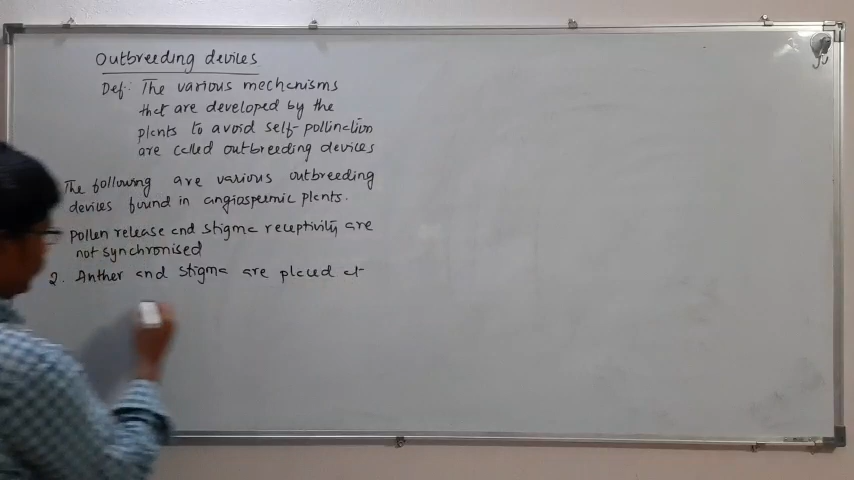 Outbreeding devices
Def: The various mechanisms
that are developed by the
plants to avoid self-pollination
are called outbreeding devices
The following are various outbreeding
devices found in angiospermic plants.
Pollen release and stigma receptivity are
not synchronised
2. Anther and stigma are placed at